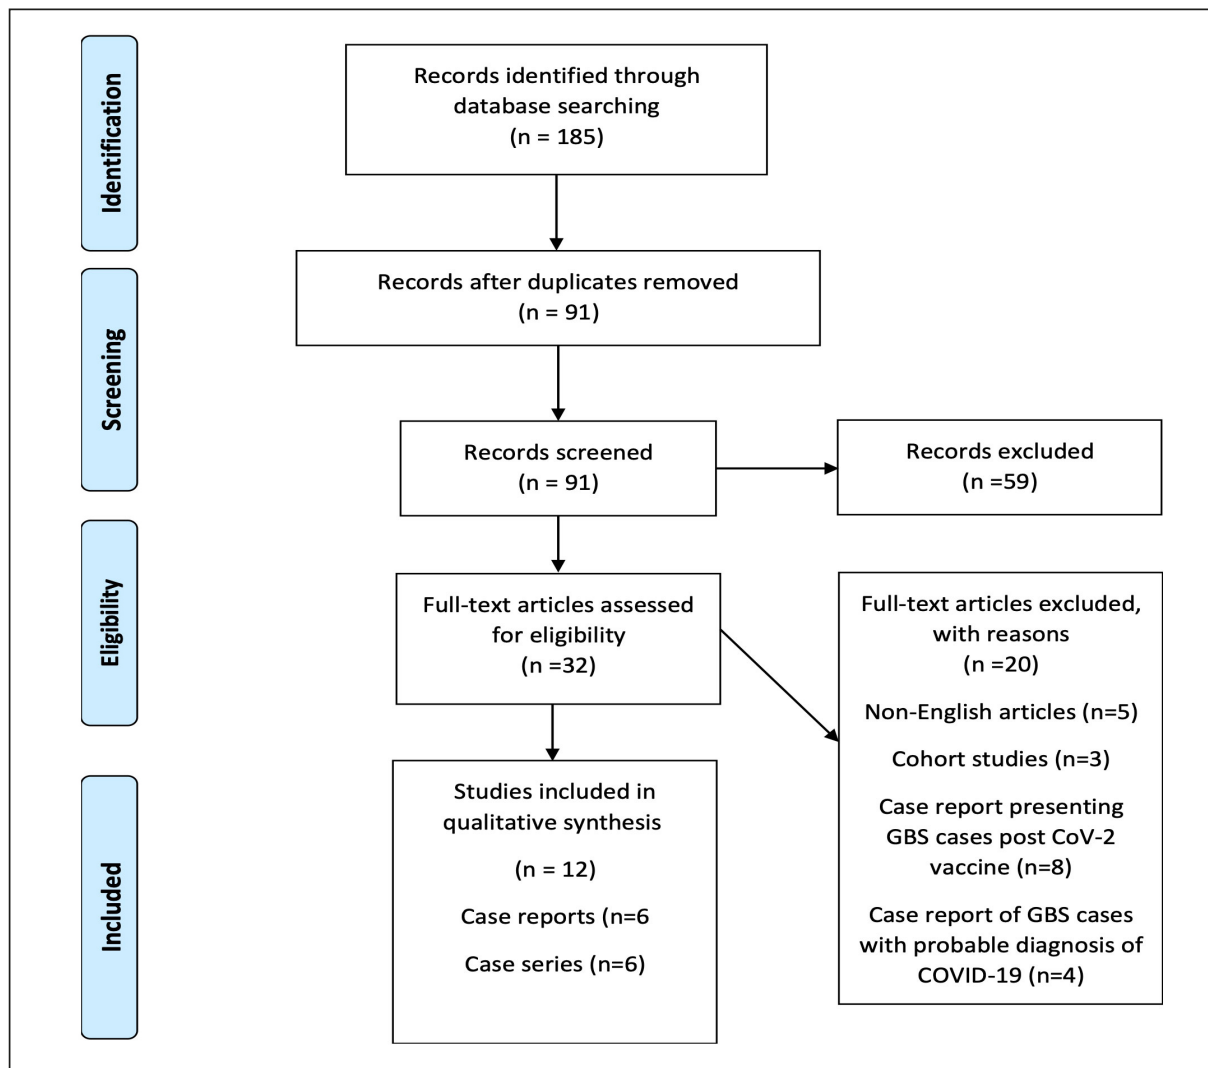 Identification
Records identified through
database searching
(n = 185)
Screening
Records after duplicates removed
(n = 91)
Records screened
(n = 91)
Records excluded
(n =59)
Eligibility
Full-text articles assessed
for eligibility
(n =32)
Full-text articles excluded,
with reasons
(n =20)
Non-English articles (n=5)
Cohort studies (n=3)
Case report presenting
GBS cases post CoV-2
vaccine (n=8)
Case report of GBS cases
with probable diagnosis of
COVID-19 (n=4)
Included
Studies included in
qualitative synthesis
(n = 12)
Case reports (n=6
Case series (n=6)